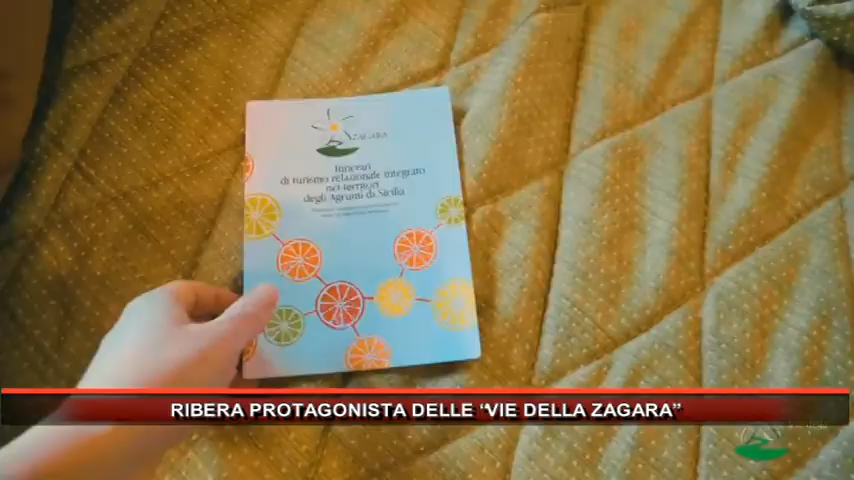 ZAGARA
Itinerari
di turismo relazionale integrato
nei territori
degli Agrumi di Sicilia
RIBERA PROTAGONISTA DELLE “VIE DELLA ZAGARA”